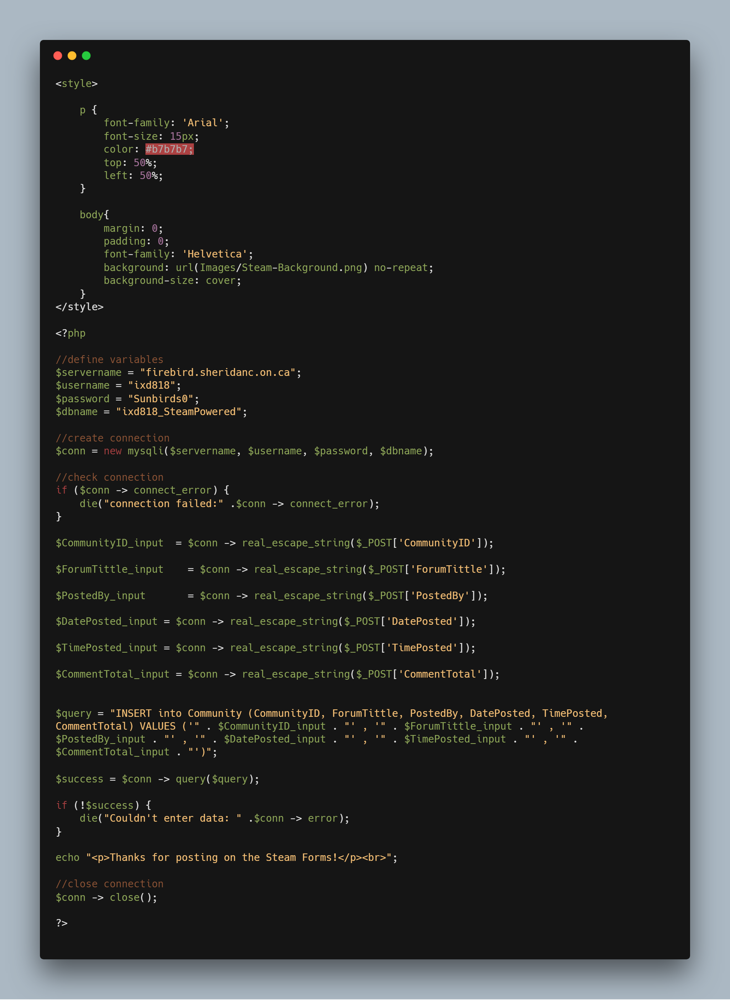 <style>
p {
font-family: 'Arial';
font-size: 15px;
color: #b7b7b7;
top: 50%;
left: 50%;
}
body{
margin: 0;
padding: 0;
font-family: 'Helvetica';
background: url(Images/Steam-Background.png) no-repeat;
background-size: cover;
}
</style>
<?php
//define variables
$servername = "firebird.sheridanc.on.ca";
$username = "ixd818";
$password = "Sunbirds0";
$dbname = "ixd818_SteamPowered";
//create connection
$conn = new mysqli($servername, $username, $password, $dbname);
//check connection
if ($conn -> connect_error) {
die("connection failed:" .$conn -> connect_error);
}
$CommunityID_input  = $conn -> real_escape_string($_POST['CommunityID']);
$ForumTittle_input    = $conn -> real_escape_string($_POST['ForumTittle']);
$PostedBy_input       = $conn -> real_escape_string($_POST['PostedBy']);
$DatePosted_input = $conn -> real_escape_string($_POST['DatePosted']);
$TimePosted_input = $conn -> real_escape_string($_POST['TimePosted']);
$CommentTotal_input = $conn -> real_escape_string($_POST['CommentTotal']);
$query = "INSERT into Community (CommunityID, ForumTittle, PostedBy, DatePosted, TimePosted,
CommentTotal) VALUES ('" . $CommunityID_input . "' , '" . $ForumTittle_input . "' , '" .
$PostedBy_input . "' , '" . $DatePosted_input . "' , '" . $TimePosted_input . "' , '" .
$CommentTotal_input . "')";
$success = $conn -> query($query);
if (!$success) {
die("Couldn't enter data: " .$conn -> error);
}
echo "<p>Thanks for posting on the Steam Forms!</p><br>";
//close connection
$conn -> close();
?>